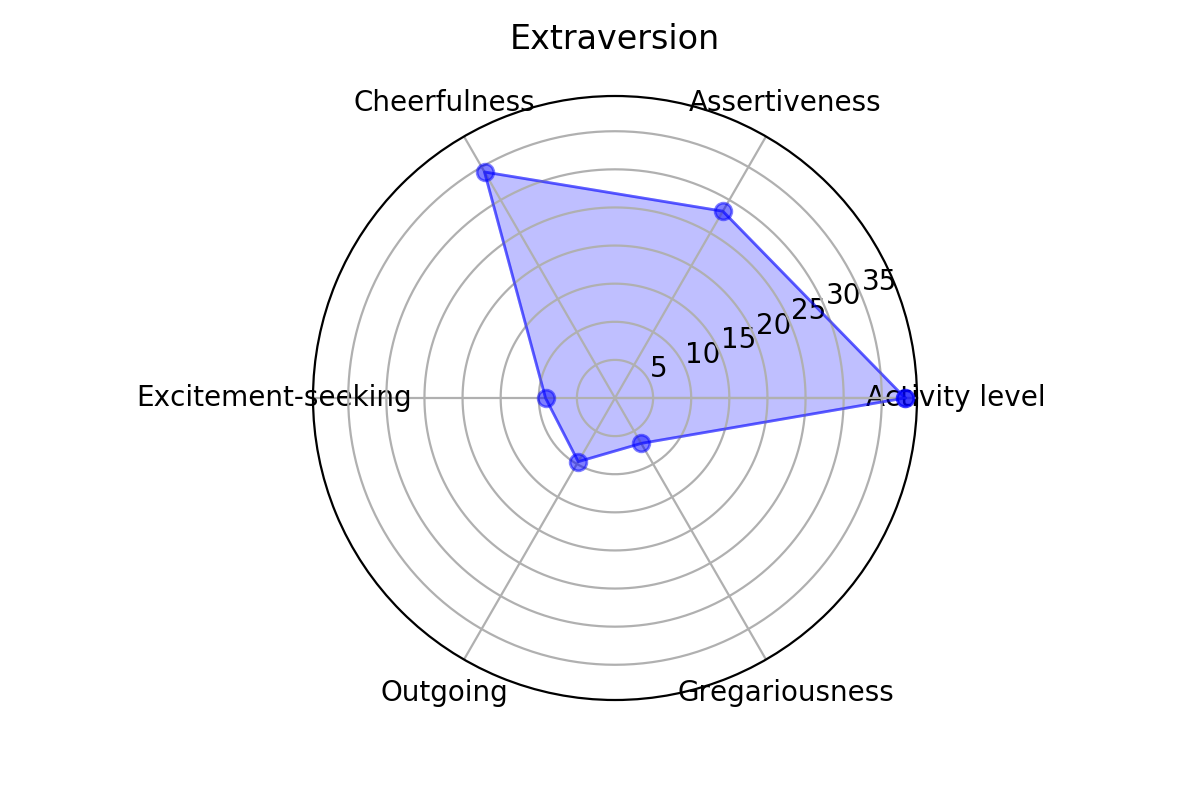 Extraversion
Cheerfulness
Assertiveness
35
30
25
20
15
10
5
Excitement-seeking
Activity level
Outgoing
Gregariousness